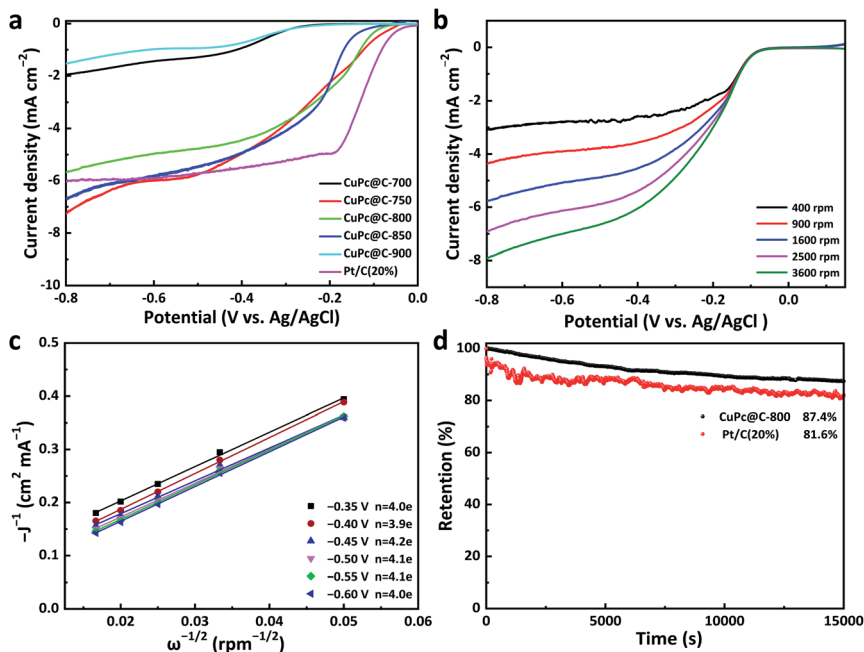 a
Current density (mA cm⁻²)
0
-2
-4
-6
-8
-10
CuPc@C-700
CuPc@C-750
CuPc@C-800
CuPc@C-850
CuPc@C-900
Pt/C(20%)
-0.8 -0.6 -0.4 -0.2 0.0
Potential (V vs. Ag/AgCl)
b
Current density (mA cm⁻²)
0
-2
-4
-6
-8
400 rpm
900 rpm
1600 rpm
2500 rpm
3600 rpm
-0.8 -0.6 -0.4 -0.2 0.0
Potential (V vs. Ag/AgCl )
c
−J⁻¹ (cm² mA⁻¹)
0.5
0.4
0.3
0.2
0.1
0.0
−0.35 V n=4.0e
−0.40 V n=3.9e
−0.45 V n=4.2e
−0.50 V n=4.1e
−0.55 V n=4.1e
−0.60 V n=4.0e
0.02 0.03 0.04 0.05 0.06
ω⁻¹/² (rpm⁻¹/²)
d
Retention (%)
100
80
60
40
20
0
CuPc@C-800 87.4%
Pt/C(20%) 81.6%
0 5000 10000 15000
Time (s)